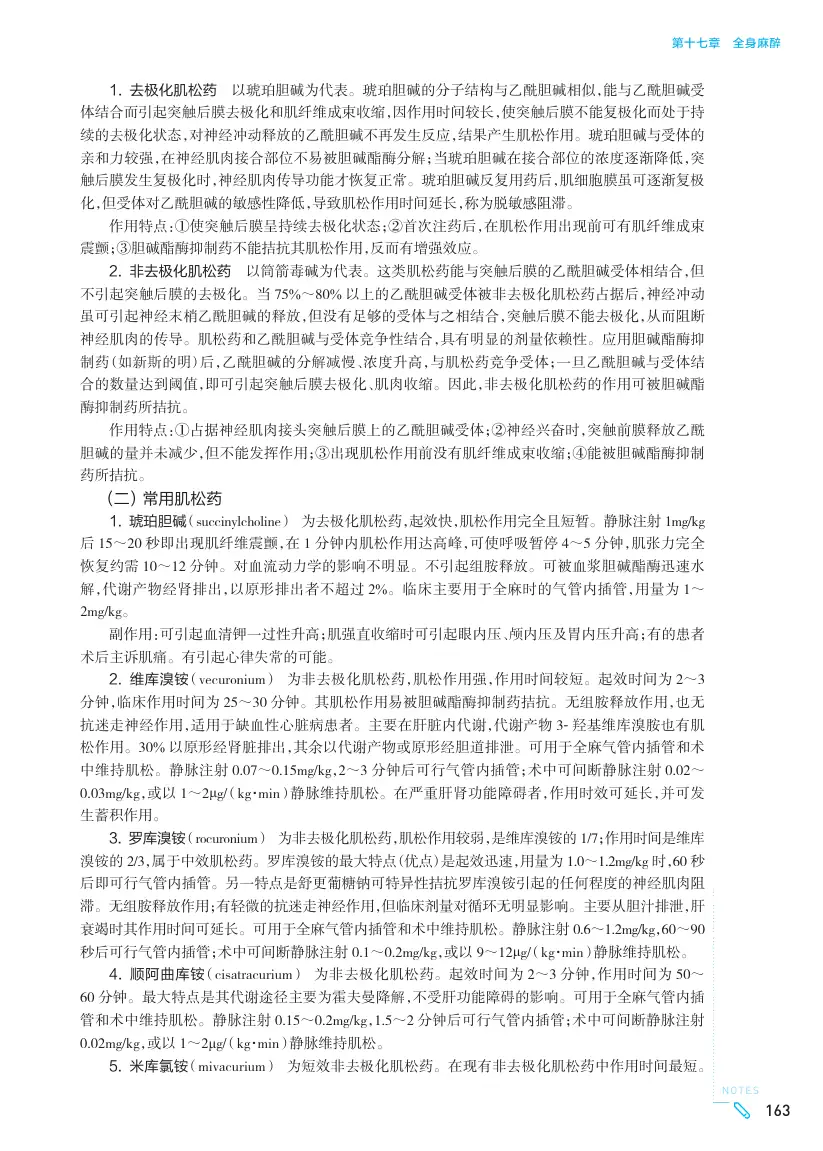 第十七章 全身麻醉
1. 去极化肌松药 以琥珀胆碱为代表。琥珀胆碱的分子结构与乙酰胆碱相似,能与乙酰胆碱受
体结合而引起突触后膜去极化和肌纤维成束收缩,因作用时间较长,使突触后膜不能复极化而处于持
续的去极化状态,对神经冲动释放的乙酰胆碱不再发生反应,结果产生肌松作用。琥珀胆碱与受体的
亲和力较强,在神经肌肉接合部位不易被胆碱酯酶分解;当琥珀胆碱在接合部位的浓度逐渐降低,突
触后膜发生复极化时,神经肌肉传导功能才恢复正常。琥珀胆碱反复用药后,肌细胞膜虽可逐渐复极
化,但受体对乙酰胆碱的敏感性降低,导致肌松作用时间延长,称为脱敏感阻滞。
作用特点:①使突触后膜呈持续去极化状态;②首次注药后,在肌松作用出现前可有肌纤维成束
震颤;③胆碱酯酶抑制药不能拮抗其肌松作用,反而有增强效应。
2. 非去极化肌松药 以筒箭毒碱为代表。这类肌松药能与突触后膜的乙酰胆碱受体相结合,但
不引起突触后膜的去极化。当 75%～80% 以上的乙酰胆碱受体被非去极化肌松药占据后,神经冲动
虽可引起神经末梢乙酰胆碱的释放,但没有足够的受体与之相结合,突触后膜不能去极化,从而阻断
神经肌肉的传导。肌松药和乙酰胆碱与受体竞争性结合,具有明显的剂量依赖性。应用胆碱酯酶抑
制药(如新斯的明)后,乙酰胆碱的分解减慢、浓度升高,与肌松药竞争受体;一旦乙酰胆碱与受体结
合的数量达到阈值,即可引起突触后膜去极化、肌肉收缩。因此,非去极化肌松药的作用可被胆碱酯
酶抑制药所拮抗。
作用特点:①占据神经肌肉接头突触后膜上的乙酰胆碱受体;②神经兴奋时,突触前膜释放乙酰
胆碱的量并未减少,但不能发挥作用;③出现肌松作用前没有肌纤维成束收缩;④能被胆碱酯酶抑制
药所拮抗。
(二) 常用肌松药
1. 琥珀胆碱(succinylcholine) 为去极化肌松药,起效快,肌松作用完全且短暂。静脉注射 1mg/kg
后 15～20 秒即出现肌纤维震颤,在 1 分钟内肌松作用达高峰,可使呼吸暂停 4～5 分钟,肌张力完全
恢复约需 10～12 分钟。对血流动力学的影响不明显。不引起组胺释放。可被血浆胆碱酯酶迅速水
解,代谢产物经肾排出,以原形排出者不超过 2%。临床主要用于全麻时的气管内插管,用量为 1～
2mg/kg。
副作用:可引起血清钾一过性升高;肌强直收缩时可引起眼内压、颅内压及胃内压升高;有的患者
术后主诉肌痛。有引起心律失常的可能。
2. 维库溴铵(vecuronium) 为非去极化肌松药,肌松作用强,作用时间较短。起效时间为 2～3
分钟,临床作用时间为 25～30 分钟。其肌松作用易被胆碱酯酶抑制药拮抗。无组胺释放作用,也无
抗迷走神经作用,适用于缺血性心脏病患者。主要在肝脏内代谢,代谢产物 3- 羟基维库溴胺也有肌
松作用。30% 以原形经肾脏排出,其余以代谢产物或原形经胆道排泄。可用于全麻气管内插管和术
中维持肌松。静脉注射 0.07～0.15mg/kg,2～3 分钟后可行气管内插管;术中可间断静脉注射 0.02～
0.03mg/kg,或以 1～2μg/(kg·min)静脉维持肌松。在严重肝肾功能障碍者,作用时效可延长,并可发
生蓄积作用。
3. 罗库溴铵(rocuronium) 为非去极化肌松药,肌松作用较弱,是维库溴铵的 1/7;作用时间是维库
溴铵的 2/3,属于中效肌松药。罗库溴铵的最大特点(优点)是起效迅速,用量为 1.0～1.2mg/kg 时,60 秒
后即可行气管内插管。另一特点是舒更葡糖钠可特异性拮抗罗库溴铵引起的任何程度的神经肌肉阻
滞。无组胺释放作用;有轻微的抗迷走神经作用,但临床剂量对循环无明显影响。主要从胆汁排泄,肝
衰竭时其作用时间可延长。可用于全麻气管内插管和术中维持肌松。静脉注射 0.6～1.2mg/kg,60～90
秒后可行气管内插管;术中可间断静脉注射 0.1～0.2mg/kg,或以 9～12μg/(kg·min)静脉维持肌松。
4. 顺阿曲库铵(cisatracurium) 为非去极化肌松药。起效时间为 2～3 分钟,作用时间为 50～
60 分钟。最大特点是其代谢途径主要为霍夫曼降解,不受肝功能障碍的影响。可用于全麻气管内插
管和术中维持肌松。静脉注射 0.15～0.2mg/kg,1.5～2 分钟后可行气管内插管;术中可间断静脉注射
0.02mg/kg,或以 1～2μg/(kg·min)静脉维持肌松。
5. 米库氯铵(mivacurium) 为短效非去极化肌松药。在现有非去极化肌松药中作用时间最短。
NOTES
163